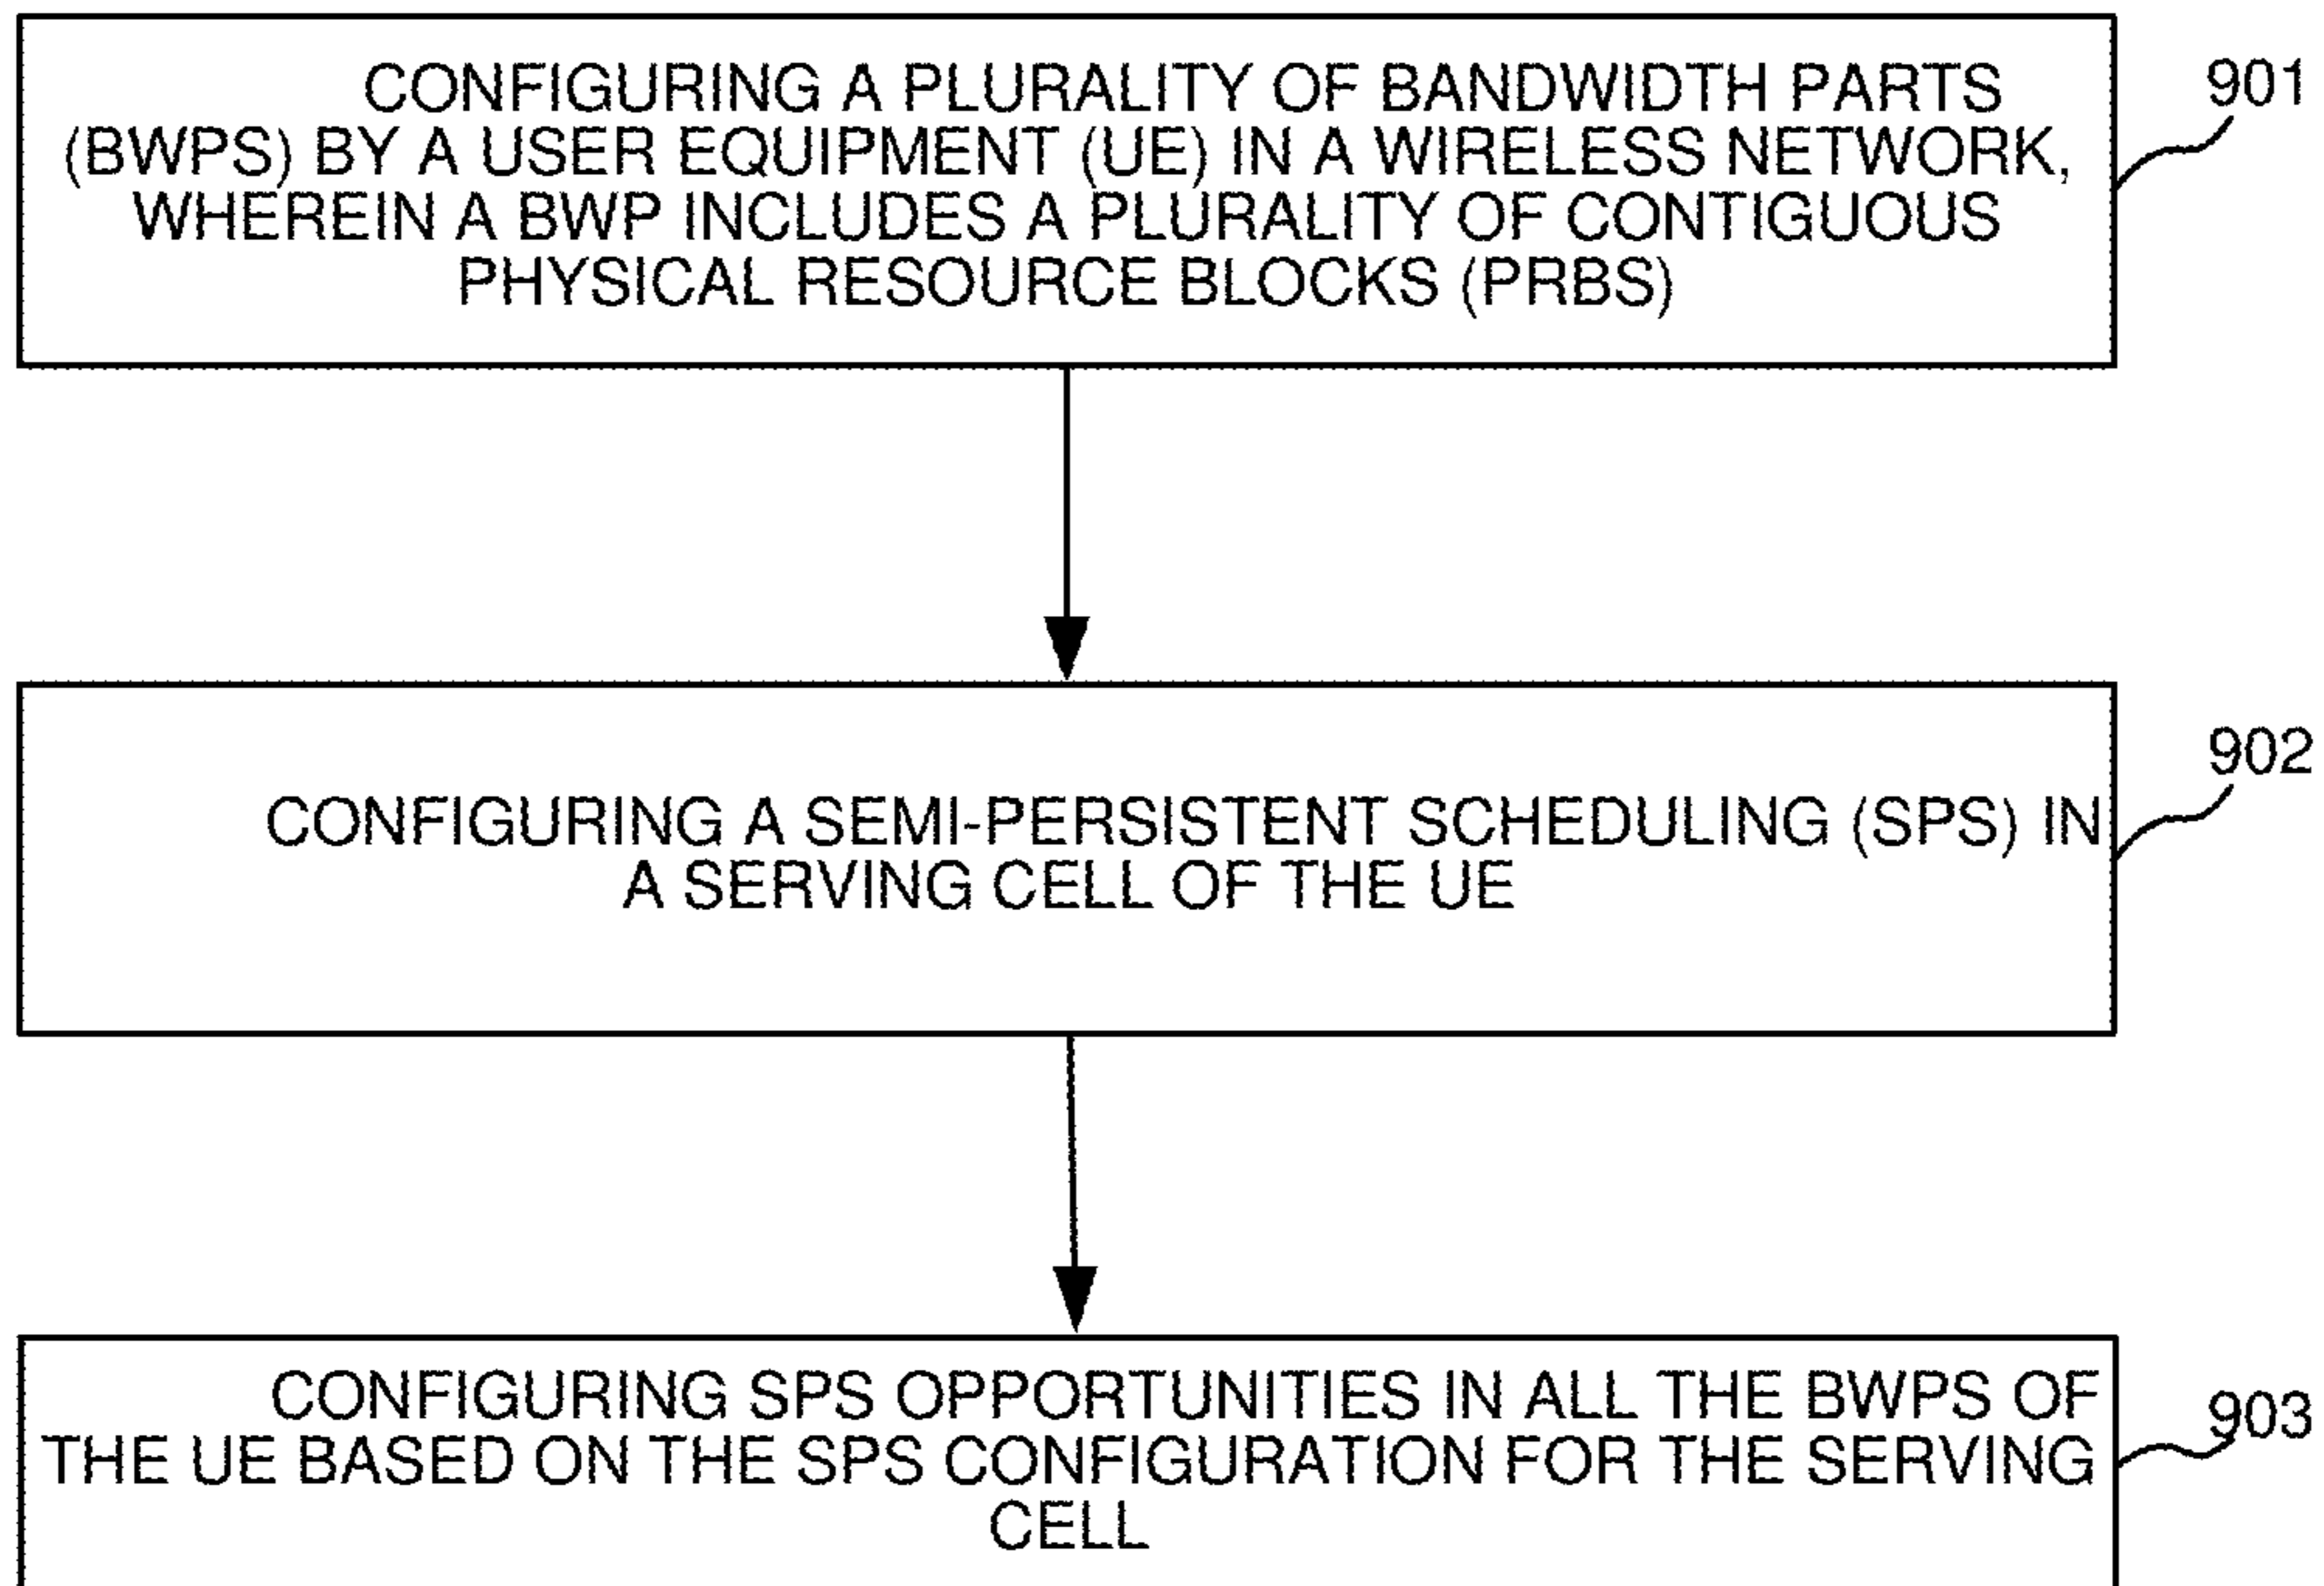 CONFIGURING A PLURALITY OF BANDWIDTH PARTS
(BWPS) BY A USER EQUIPMENT (UE) IN A WIRELESS NETWORK,
WHEREIN A BWP INCLUDES A PLURALITY OF CONTIGUOUS
PHYSICAL RESOURCE BLOCKS (PRBS)
901
CONFIGURING A SEMI-PERSISTENT SCHEDULING (SPS) IN
A SERVING CELL OF THE UE
902
CONFIGURING SPS OPPORTUNITIES IN ALL THE BWPS OF
THE UE BASED ON THE SPS CONFIGURATION FOR THE SERVING
CELL
903